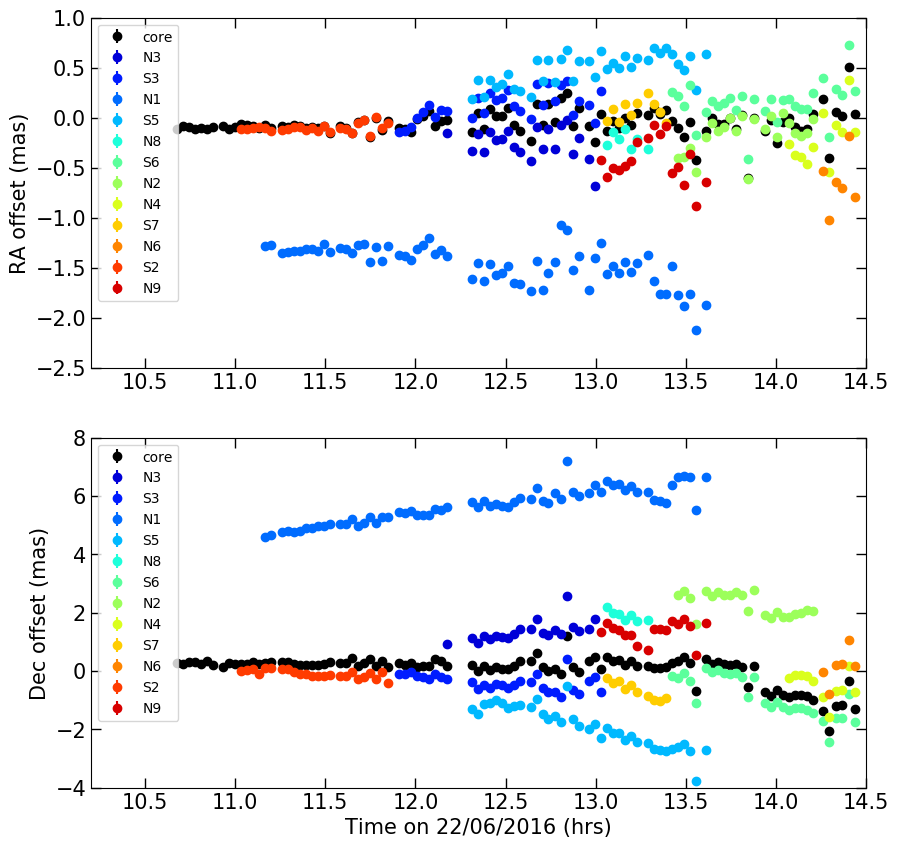 1.0
0.5
0.0
−0.5
−1.0
−1.5
−2.0
−2.5
RA offset (mas)
core
N3
S3
N1
S5
N8
S6
N2
N4
S7
N6
S2
N9
10.5 11.0 11.5 12.0 12.5 13.0 13.5 14.0 14.5
8
6
4
2
0
−2
−4
Dec offset (mas)
core
N3
S3
N1
S5
N8
S6
N2
N4
S7
N6
S2
N9
10.5 11.0 11.5 12.0 12.5 13.0 13.5 14.0 14.5
Time on 22/06/2016 (hrs)